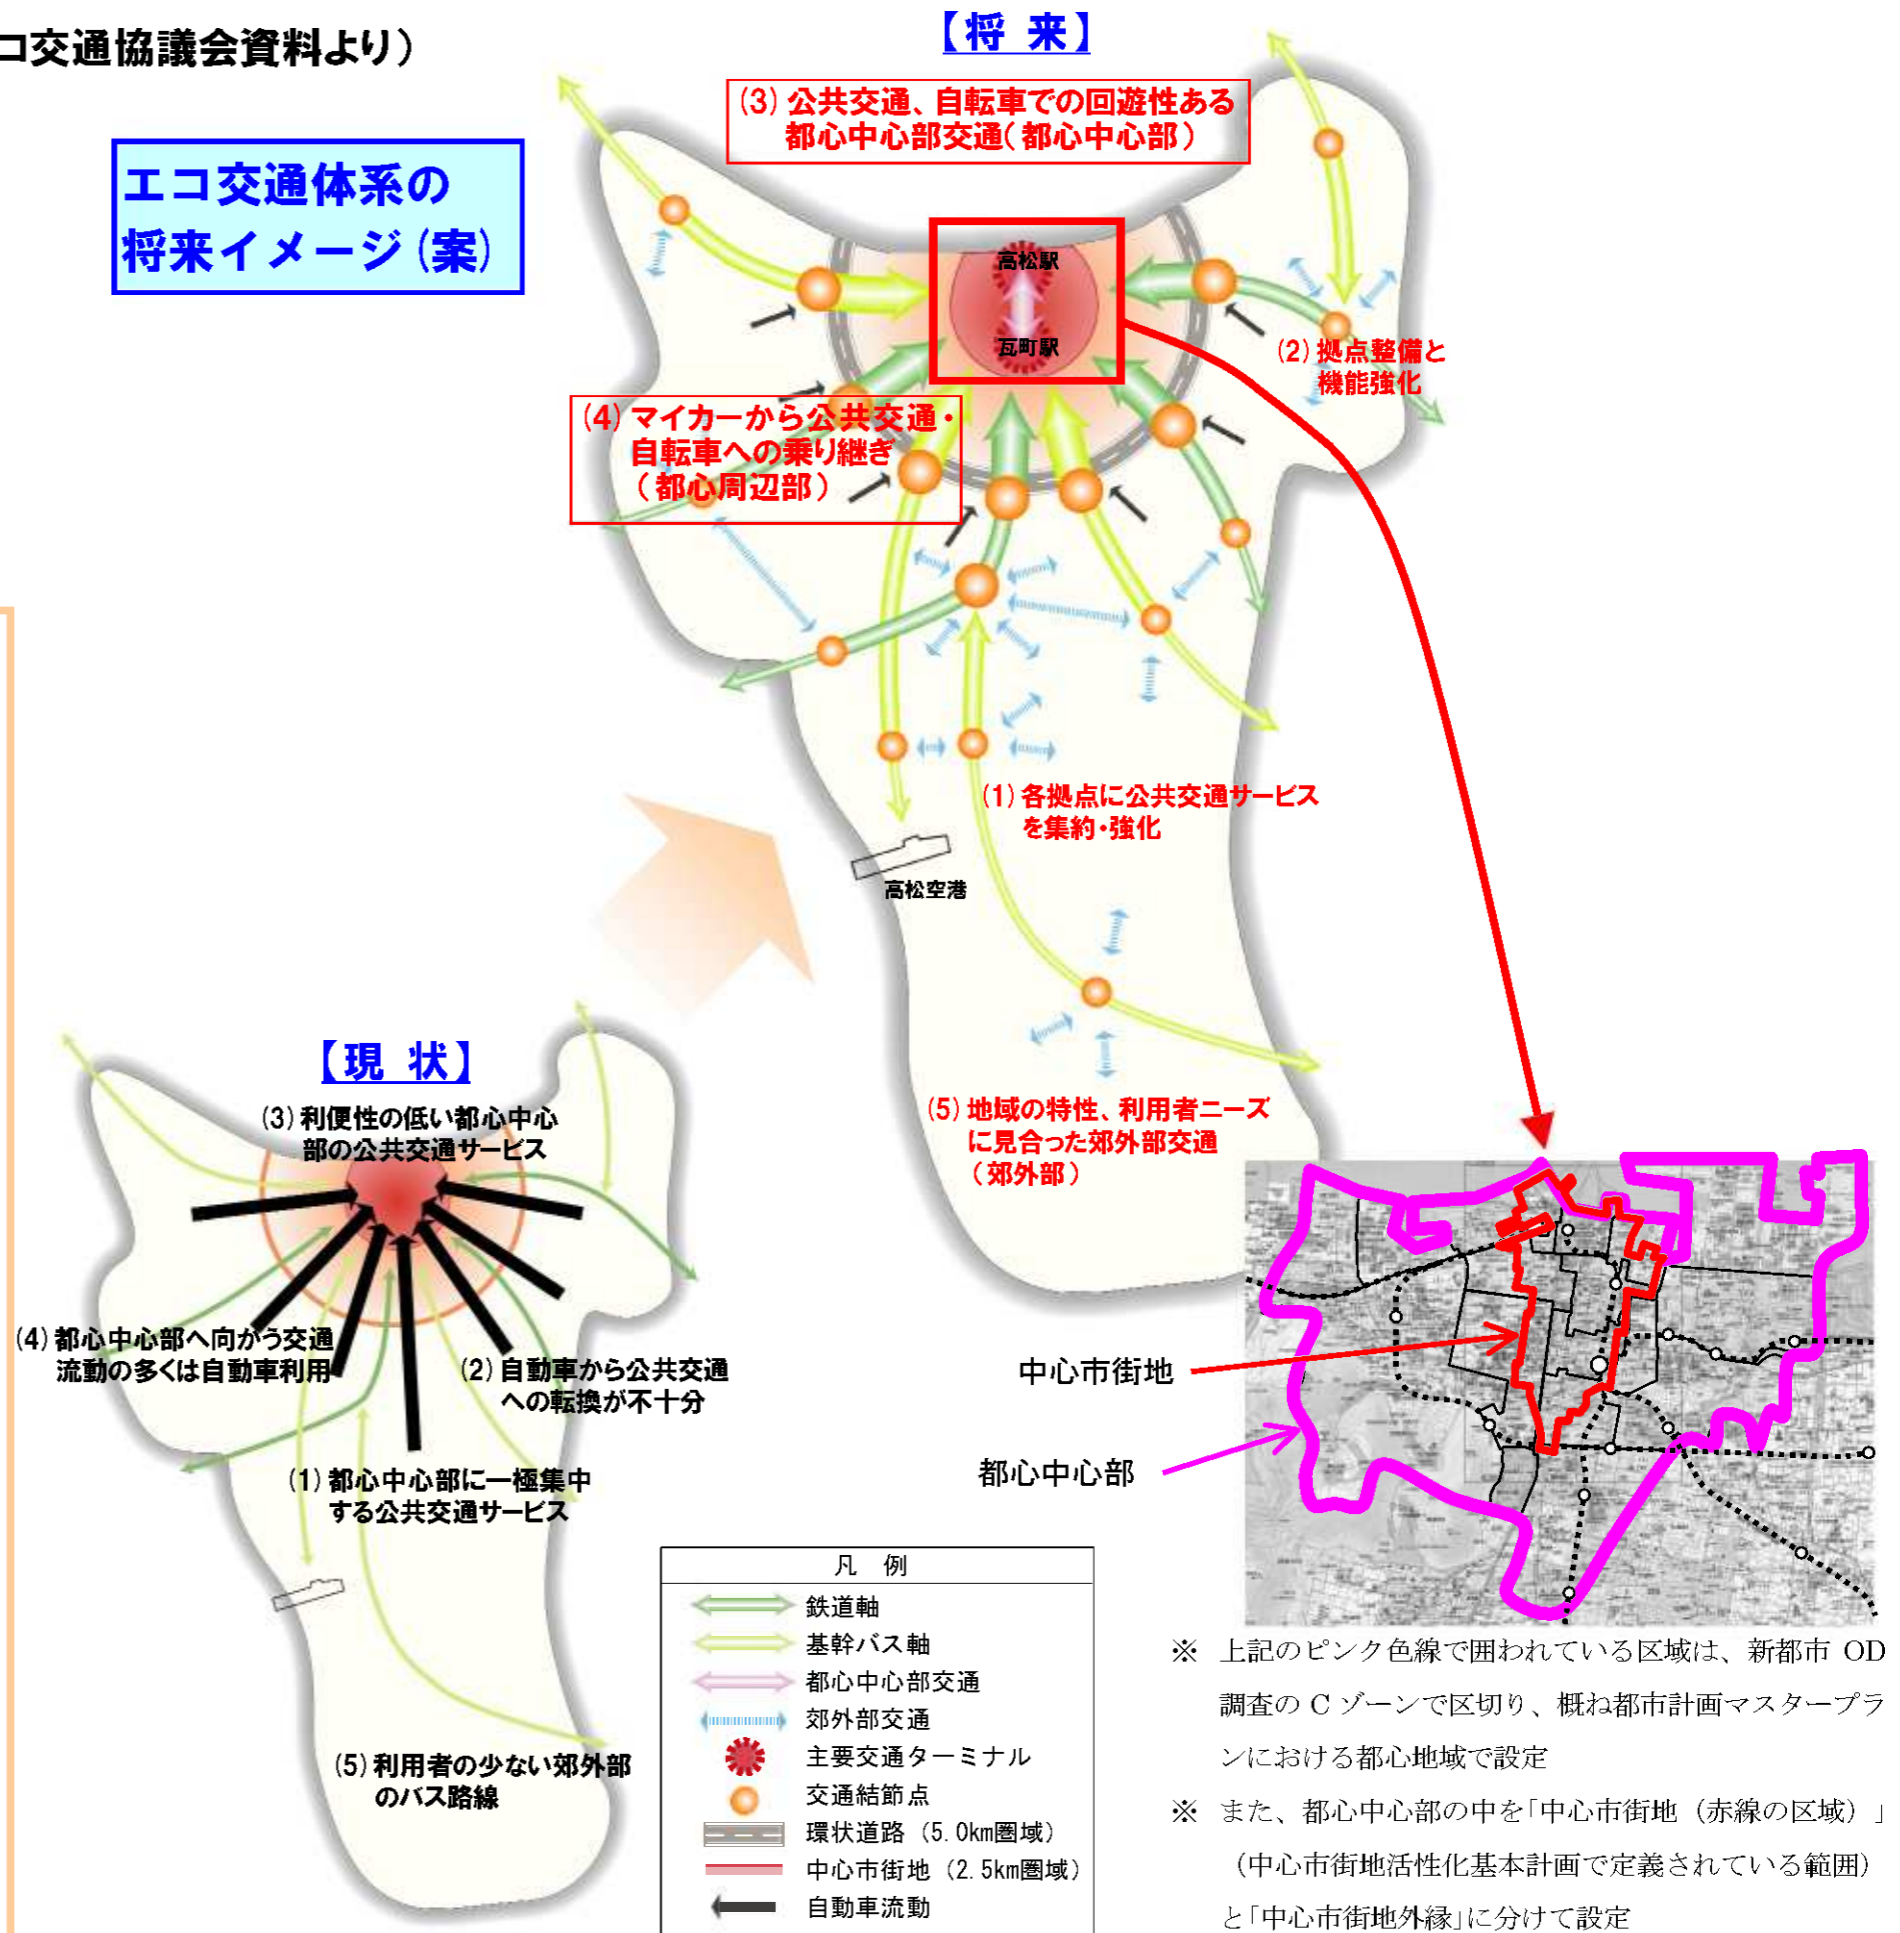 コ交通協議会資料より）
エコ交通体系の
将来イメージ（案）
【将 来】
(3) 公共交通、自転車での回遊性ある
都心中心部交通（都心中心部）
高松駅
瓦町駅
(2) 拠点整備と
機能強化
(4) マイカーから公共交通・
自転車への乗り継ぎ
（都心周辺部）
(1) 各拠点に公共交通サービス
を集約・強化
高松空港
(5) 地域の特性、利用者ニーズ
に見合った郊外部交通
（郊外部）
【現 状】
(3) 利便性の低い都心中心
部の公共交通サービス
(4) 都心中心部へ向かう交通
流動の多くは自動車利用
(2) 自動車から公共交通
への転換が不十分
(1) 都心中心部に一極集中
する公共交通サービス
(5) 利用者の少ない郊外部
のバス路線
中心市街地
都心中心部
凡 例
鉄道軸
基幹バス軸
都心中心部交通
郊外部交通
主要交通ターミナル
交通結節点
環状道路（5.0km圏域）
中心市街地（2.5km圏域）
自動車流動
※ 上記のピンク色線で囲われている区域は、新都市 OD
調査の C ゾーンで区切り、概ね都市計画マスタープラ
ンにおける都心地域で設定
※ また、都心中心部の中を「中心市街地（赤線の区域）」
（中心市街地活性化基本計画で定義されている範囲）
と「中心市街地外縁」に分けて設定